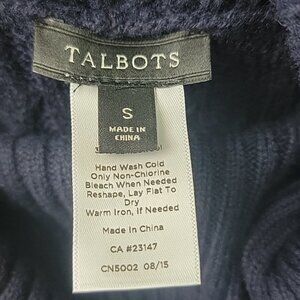 TALBOTS
S
MADE IN
CHINA
Hand Wash Cold
Only Non-Chlorine
Bleach When Needed
Reshape, Lay Flat To
Dry
Warm Iron, If Needed
Made In China
CA #23147
CN5002 08/15